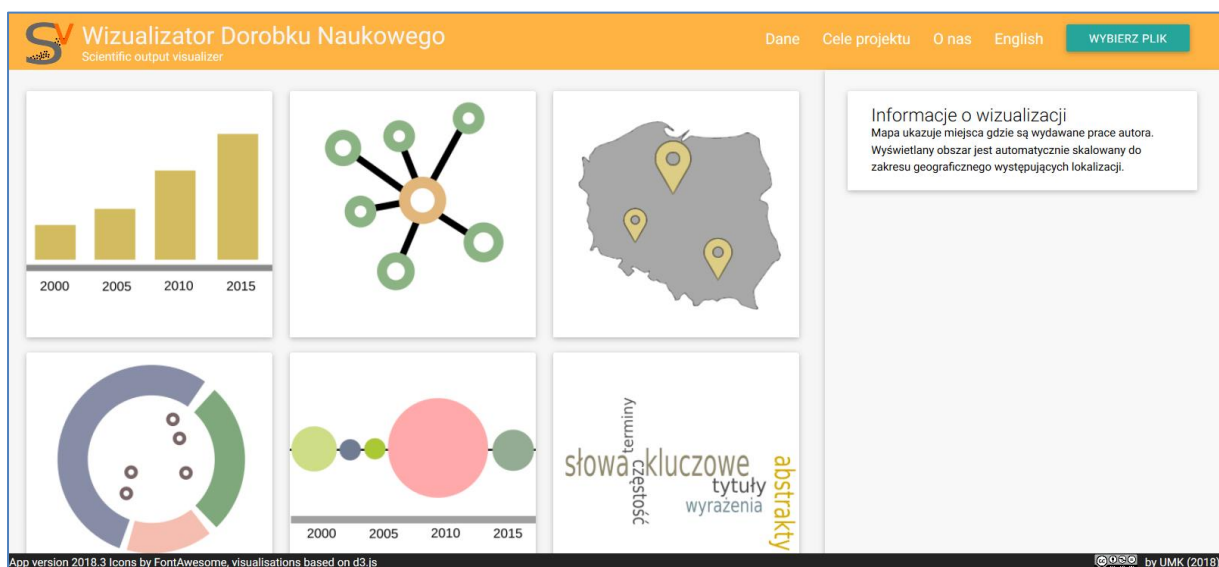 SV
Wizualizator Dorobku Naukowego
Scientific output visualizer
Dane Cele projektu O nas English WYBIERZ PLIK
2000 2005 2010 2015
Informacje o wizualizacji
Mapa ukazuje miejsca gdzie są wydawane prace autora.
Wyświetlany obszar jest automatycznie skalowany do
zakresu geograficznego występujących lokalizacji.
2000 2005 2010 2015
terminy
słowa kluczowe
częstość
tytuły
wyrażenia
abstrakty
App version 2018.3 Icons by FontAwesome, visualisations based on d3.js
by UMK (2018)